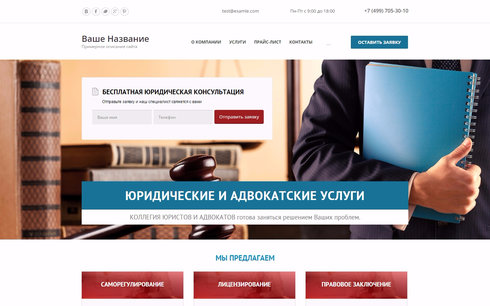 test@example.com
Пн-Пт с 9:00 до 18:00
+7 (499) 705-30-10
Ваше Название
Примерное описание сайта
О КОМПАНИИ
УСЛУГИ
ПРАЙС-ЛИСТ
КОНТАКТЫ
...
ОСТАВИТЬ ЗАЯВКУ
БЕСПЛАТНАЯ ЮРИДИЧЕСКАЯ КОНСУЛЬТАЦИЯ
Отправьте заявку и наш специалист свяжется с вами
Ваше имя
Телефон
Отправить заявку
ЮРИДИЧЕСКИЕ И АДВОКАТСКИЕ УСЛУГИ
КОЛЛЕГИЯ ЮРИСТОВ И АДВОКАТОВ готова заняться решением Ваших проблем.
МЫ ПРЕДЛАГАЕМ
САМОРЕГУЛИРОВАНИЕ
ЛИЦЕНЗИРОВАНИЕ
ПРАВОВОЕ ЗАКЛЮЧЕНИЕ